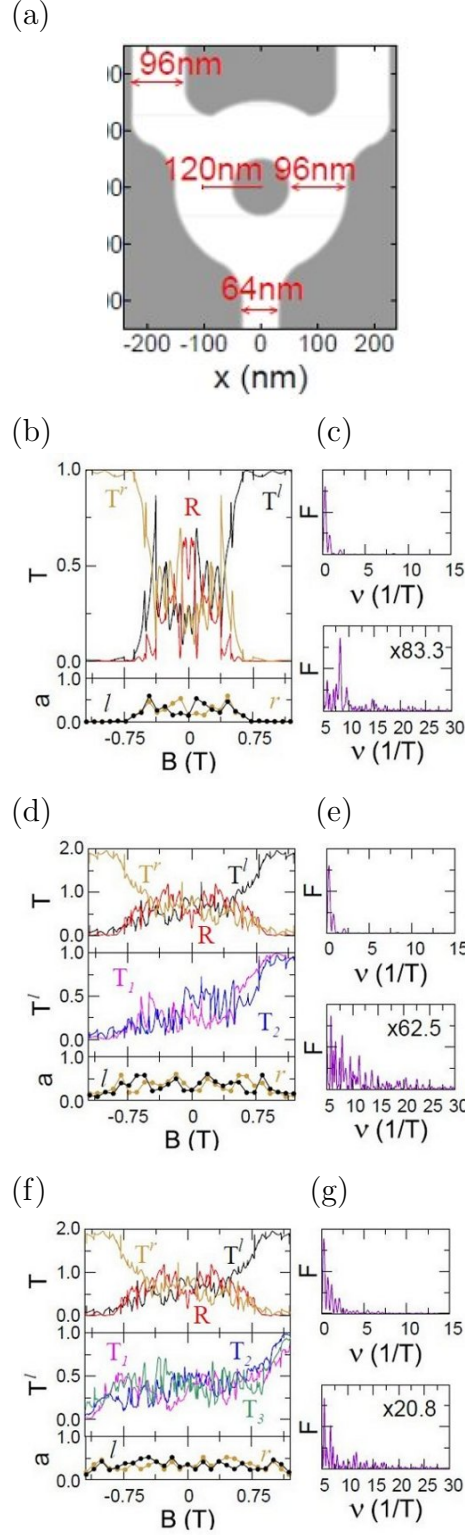 (a)
96nm
00
120nm 96nm
00
64nm
00
-200 -100 0 100 200
x (nm)
(b) (c)
1.0
T^r R T^l
T
0.5
0.0
1.0
a
l r
0.0
-0.75 0 0.75
B (T)
F
0 5 10 15
ν (1/T)
x83.3
F
5 10 15 20 25 30
ν (1/T)
(d) (e)
2.0
T^r T^l
T
1.0
R
0.0
T^l
T_1
0.5
T_2
1.0
a
l r
0.0
-0.75 0 0.75
B (T)
F
0 5 10 15
ν (1/T)
x62.5
F
5 10 15 20 25 30
ν (1/T)
(f) (g)
2.0
T^r T^l
T
1.0
R
0.0
1.0
T^l
T_1 T_2
0.5
T_3
0.0
1.0
a
l r
0.0
-0.75 0 0.75
B (T)
F
0 5 10 15
ν (1/T)
x20.8
F
5 10 15 20 25 30
ν (1/T)